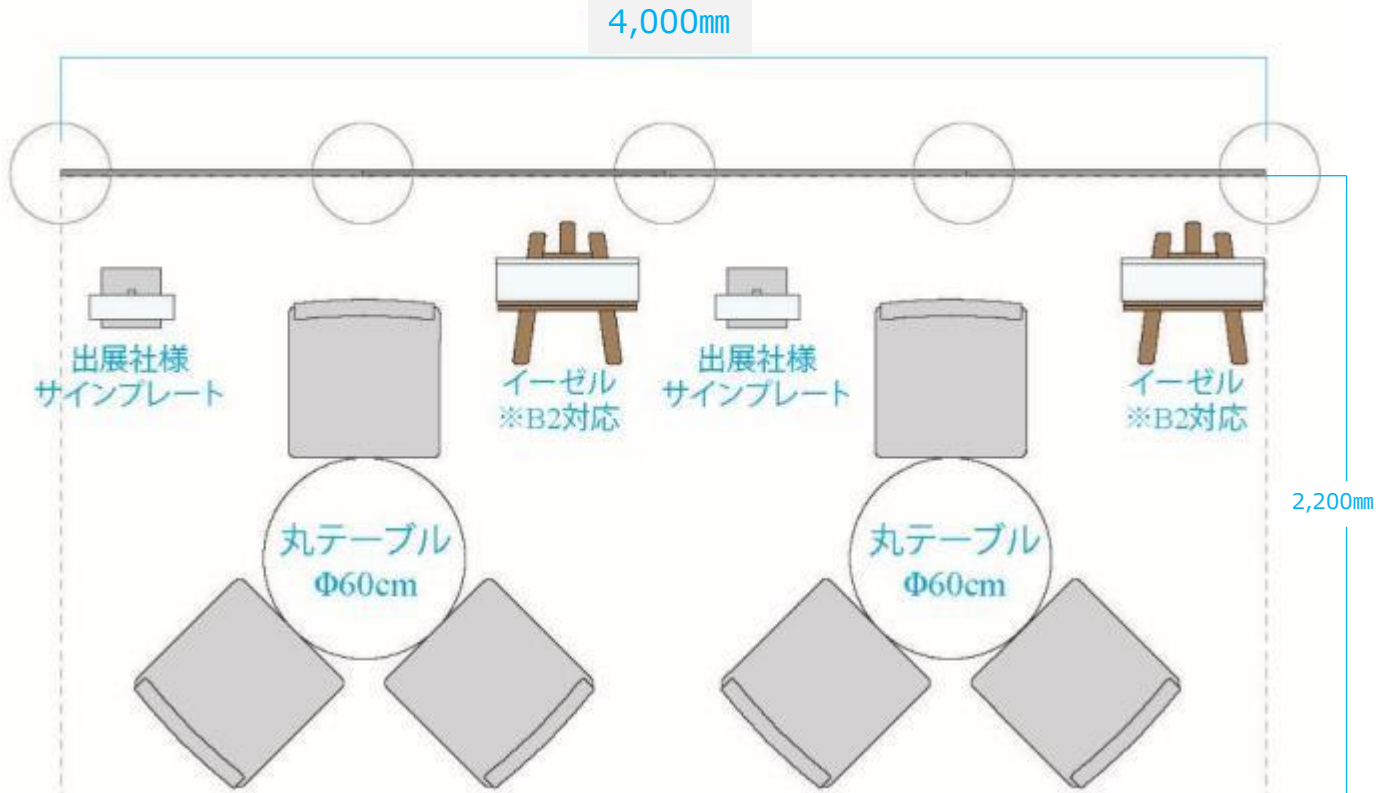 4,000㎜
出展社様
サインプレート
イーゼル
※B2対応
出展社様
サインプレート
イーゼル
※B2対応
2,200㎜
丸テーブル
Φ60cm
丸テーブル
Φ60cm